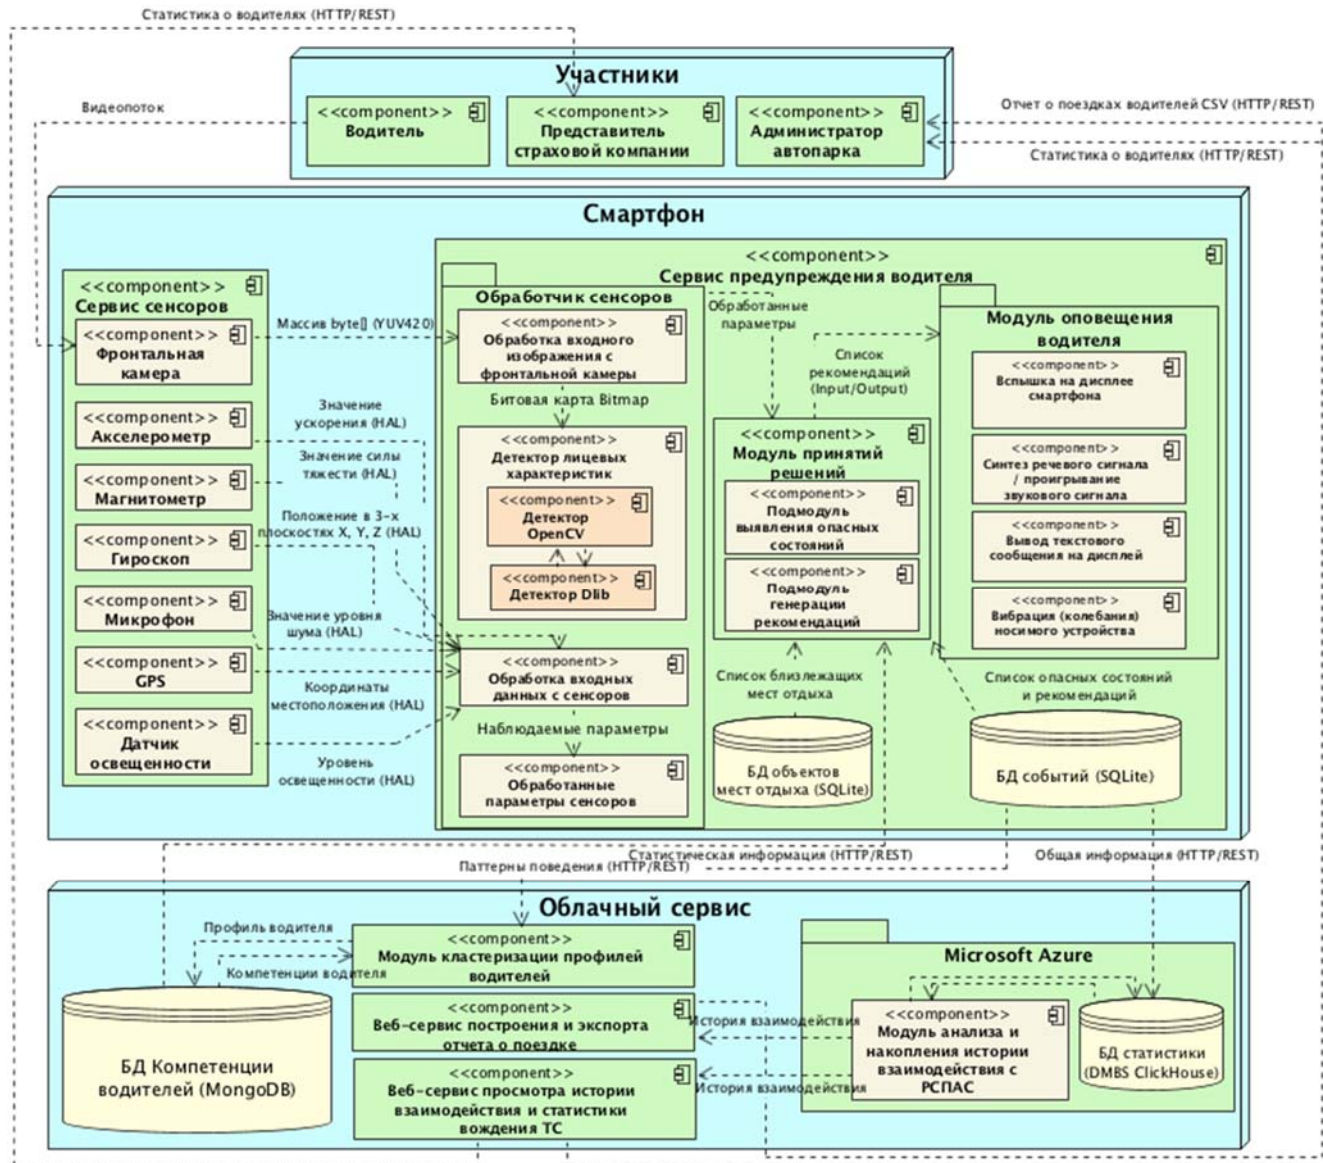 Статистика о водителях (HTTP/REST)
Участники
Видеопоток
<<component>>
Водитель
<<component>>
Представитель
страховой компании
<<component>>
Администратор
автопарка
Отчет о поездках водителей CSV (HTTP/REST)
Статистика о водителях (HTTP/REST)
Смартфон
<<component>>
Сервис сенсоров
<<component>>
Фронтальная
камера
<<component>>
Акселерометр
<<component>>
Магнитометр
<<component>>
Гироскоп
<<component>>
Микрофон
<<component>>
GPS
<<component>>
Датчик
освещенности
Массив byte[] (YUV420)
Значение
ускорения (HAL)
Значение силы
тяжести (HAL)
Положение в 3-х
плоскостях X, Y, Z (HAL)
Значение уровня
шума (HAL)
Координаты
местоположения (HAL)
Уровень
освещенности (HAL)
<<component>>
Сервис предупреждения водителя
Обработчик сенсоров
<<component>>
Обработка входного
изображения с
фронтальной камеры
Битовая карта Bitmap
<<component>>
Детектор лицевых
характеристик
<<component>>
Детектор
OpenCV
<<component>>
Детектор Dlib
<<component>>
Обработка входных
данных с сенсоров
Наблюдаемые параметры
<<component>>
Обработанные
параметры сенсоров
Обработанные
параметры
Список
рекомендаций
(Input/Output)
<<component>>
Модуль принятий
решений
<<component>>
Подмодуль
выявления опасных
состояний
<<component>>
Подмодуль
генерации
рекомендаций
Список близлежащих
мест отдыха
БД объектов
мест отдыха (SQLite)
Модуль оповещения
водителя
<<component>>
Вспышка на дисплее
смартфона
<<component>>
Синтез речевого сигнала
/ проигрывание
звукового сигнала
<<component>>
Вывод текстового
сообщения на дисплей
<<component>>
Вибрация (колебания)
носимого устройства
Список опасных состояний
и рекомендаций
БД событий (SQLite)
Статистическая информация (HTTP/REST)
Паттерны поведения (HTTP/REST)
Общая информация (HTTP/REST)
Облачный сервис
Профиль водителя
Компетенции водителя
БД Компетенции
водителей (MongoDB)
<<component>>
Модуль кластеризации профилей
водителей
<<component>>
Веб-сервис построения и экспорта
отчета о поездке
<<component>>
Веб-сервис просмотра истории
взаимодействия и статистики
вождения ТС
История взаимодействия
История взаимодействия
Microsoft Azure
<<component>>
Модуль анализа и
накопления истории
взаимодействия с
РСПАС
БД статистики
(DMBS ClickHouse)